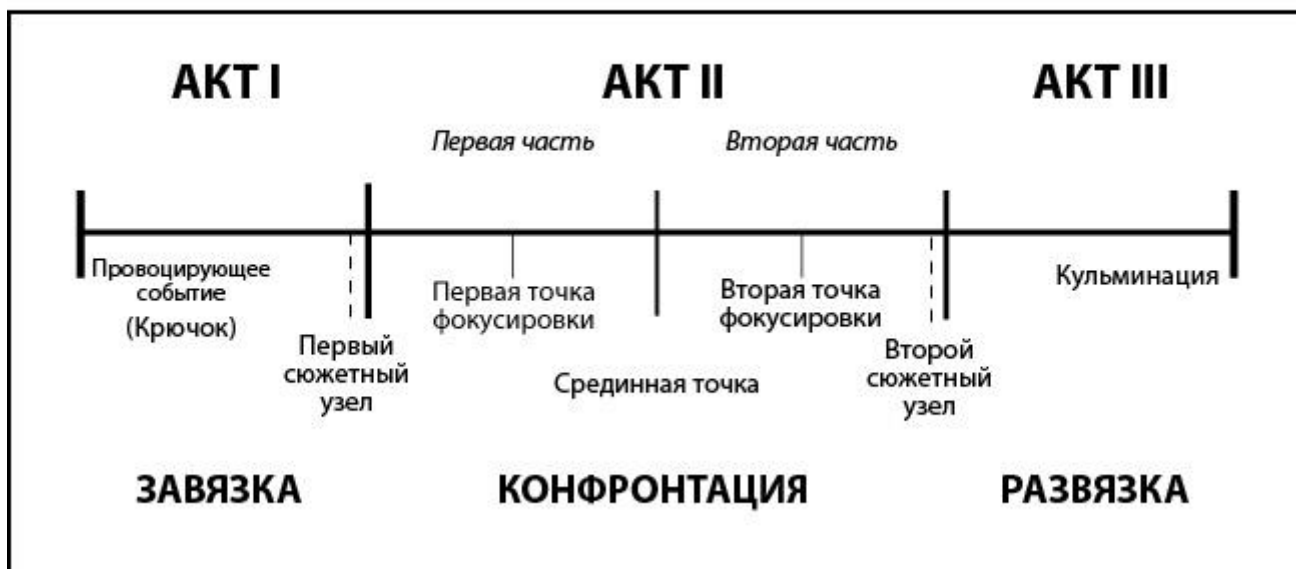 АКТ I
АКТ II
АКТ III
Первая часть
Вторая часть
Провоцирующее
событие
(Крючок)
Первый
сюжетный
узел
Первая точка
фокусировки
Срединная точка
Вторая точка
фокусировки
Второй
сюжетный
узел
Кульминация
ЗАВЯЗКА
КОНФРОНТАЦИЯ
РАЗВЯЗКА